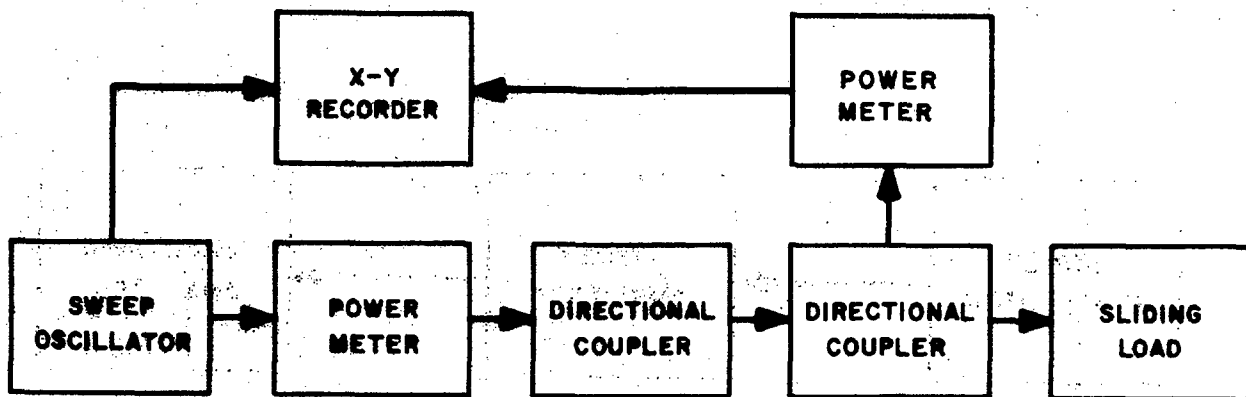 X-Y
RECORDER
POWER
METER
SWEEP
OSCILLATOR
POWER
METER
DIRECTIONAL
COUPLER
DIRECTIONAL
COUPLER
SLIDING
LOAD